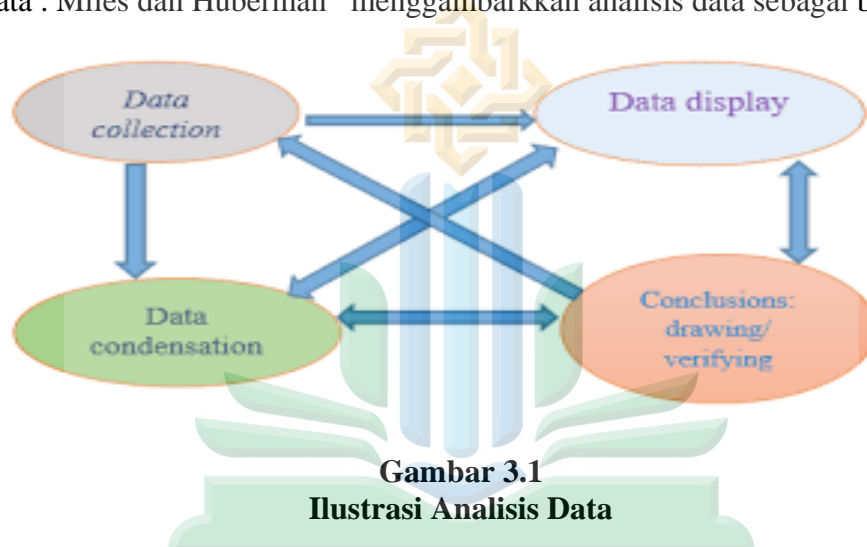 ata . Miles dan Huberman menggambarkkan analisis data sebagai b
Data collection
Data display
Data condensation
Conclusions: drawing/ verifying
Gambar 3.1
Ilustrasi Analisis Data